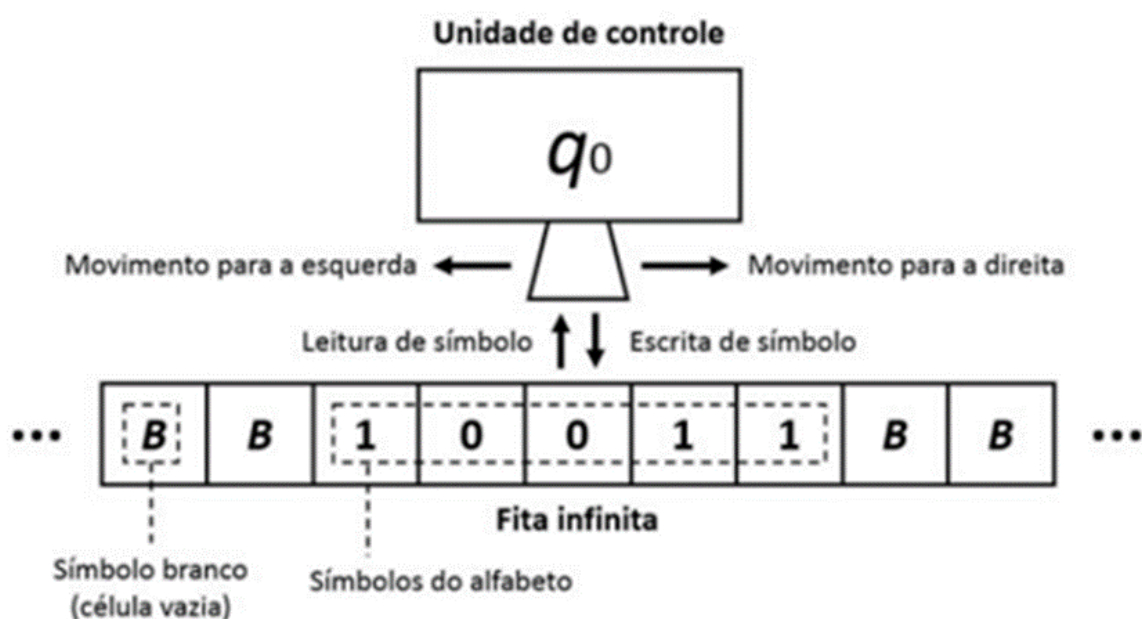 Unidade de controle
q0
Movimento para a esquerda
Movimento para a direita
Leitura de símbolo
Escrita de símbolo
... B B 1 0 0 1 1 B B ...
Fita infinita
Símbolo branco
(célula vazia)
Símbolos do alfabeto